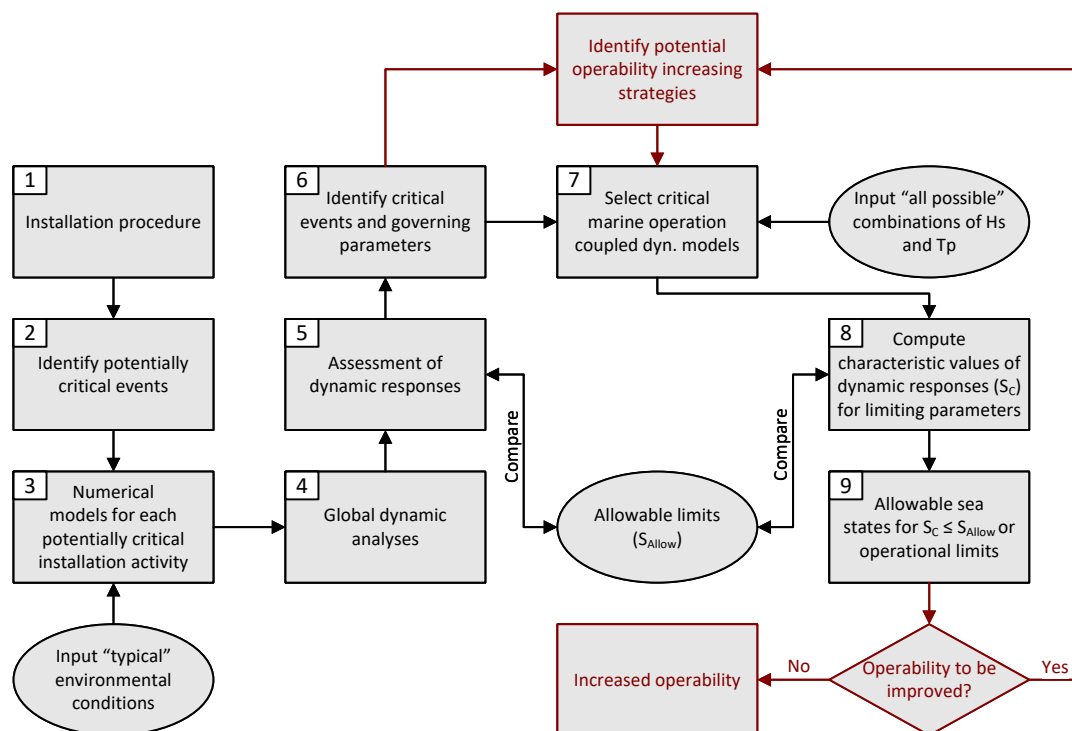 Identify potential
operability increasing
strategies
1
Installation procedure
6
Identify critical
events and governing
parameters
7
Select critical
marine operation
coupled dyn. models
Input “all possible”
combinations of Hs
and Tp
2
Identify potentially
critical events
5
Assessment of
dynamic responses
8
Compute
characteristic values of
dynamic responses (SC)
for limiting parameters
Compare
Compare
3
Numerical
models for each
potentially critical
installation activity
4
Global dynamic
analyses
Allowable limits
(SAllow)
9
Allowable sea
states for SC ≤ SAllow or
operational limits
Input “typical”
environmental
conditions
Increased operability
No
Operability to be
improved?
Yes